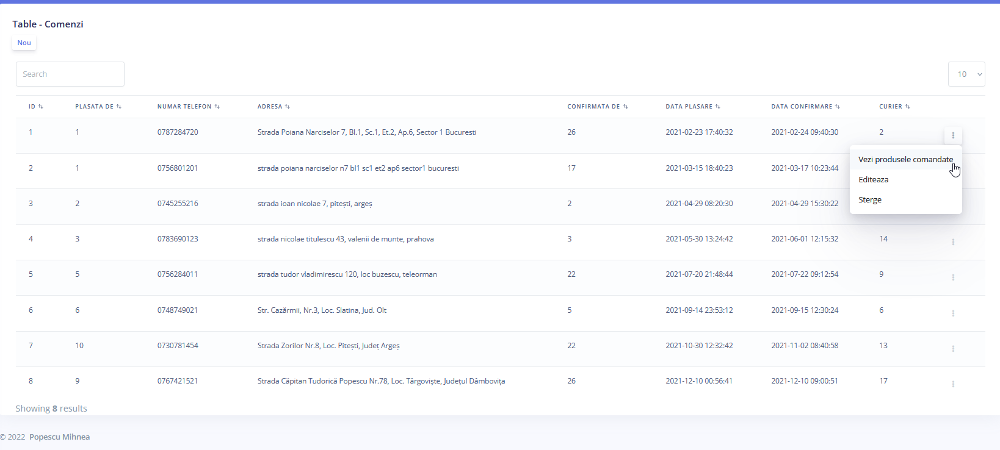 Table - Comenzi
Nou
Search
10
ID PLASATA DE NUMAR TELEFON ADRESA CONFIRMATA DE DATA PLASARE DATA CONFIRMARE CURIER
1 1 0787284720 Strada Poiana Narciselor 7, Bl.1, Sc.1, Et.2, Ap.6, Sector 1 Bucuresti 26 2021-02-23 17:40:32 2021-02-24 09:40:30 2
Vezi produsele comandate
2 1 0756801201 strada poiana narciselor n7 bl1 sc1 et2 ap6 sector1 bucuresti 17 2021-03-15 18:40:23 2021-03-17 10:23:44
Editeaza
Sterge
3 2 0745255216 strada ioan nicolae 7, pitești, argeș 2 2021-04-29 08:20:30 2021-04-29 15:30:22
4 3 0783690123 strada nicolae titulescu 43, valenii de munte, prahova 3 2021-05-30 13:24:42 2021-06-01 12:15:32 14
5 5 0756284011 strada tudor vladimirescu 120, loc buzescu, teleorman 22 2021-07-20 21:48:44 2021-07-22 09:12:54 9
6 6 0748749021 Str. Cazărmii, Nr.3, Loc. Slatina, Jud. Olt 5 2021-09-14 23:53:12 2021-09-15 12:30:24 6
7 10 0730781454 Strada Zorilor Nr.8, Loc. Pitești, Județ Argeș 22 2021-10-30 12:32:42 2021-11-02 08:40:58 13
8 9 0767421521 Strada Căpitan Tudorică Popescu Nr.78, Loc. Târgoviște, Județul Dâmbovița 26 2021-12-10 00:56:41 2021-12-10 09:00:51 17
Showing 8 results
© 2022 Popescu Mihnea